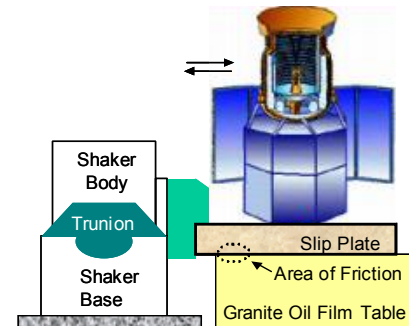 Shaker
Body
Trunion
Shaker
Base
Slip Plate
Area of Friction
Granite Oil Film Table